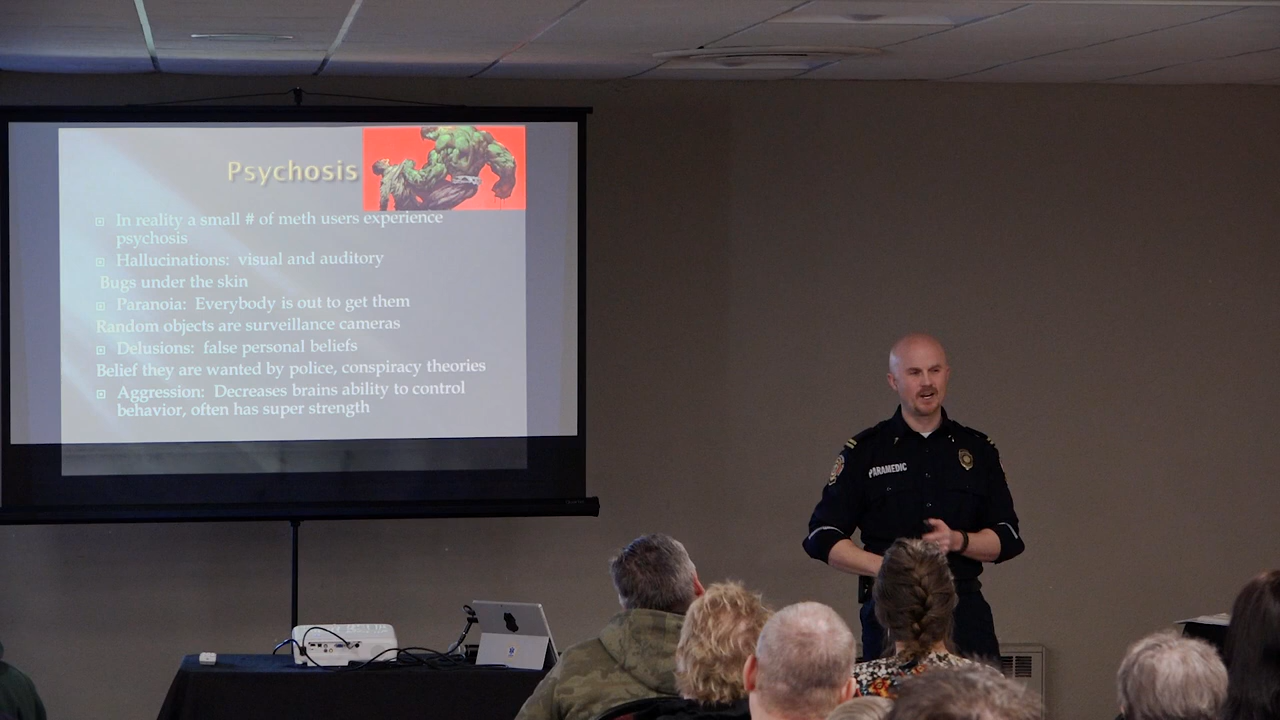 Psychosis
In reality a small # of meth users experience
psychosis
Hallucinations:  visual and auditory
Bugs under the skin
Paranoia:  Everybody is out to get them
Random objects are surveillance cameras
Delusions:  false personal beliefs
Belief they are wanted by police, conspiracy theories
Aggression:  Decreases brains ability to control
behavior, often has super strength
PARAMEDIC